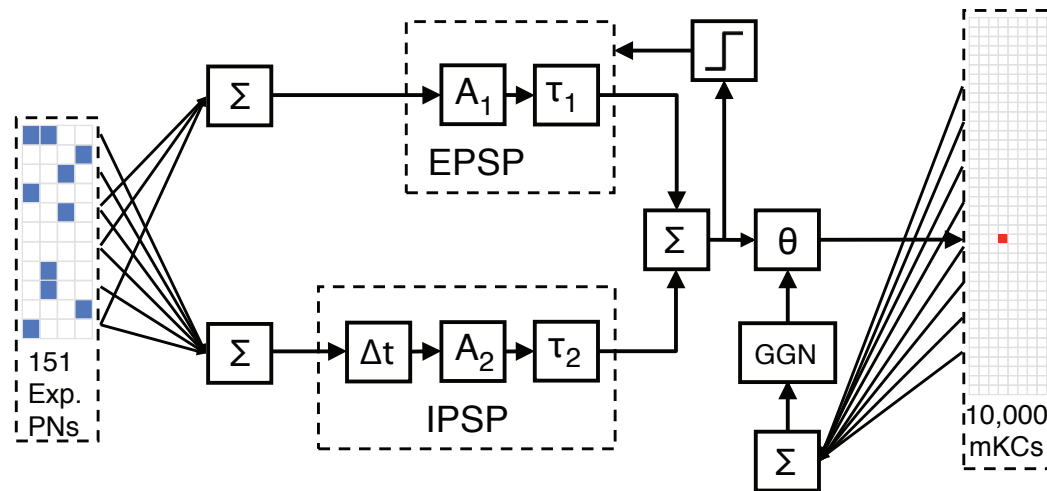 Σ
A1
τ1
EPSP
151
Exp.
PNs
Σ
θ
Σ
Δt
A2
τ2
IPSP
GGN
Σ
10,000
mKCs